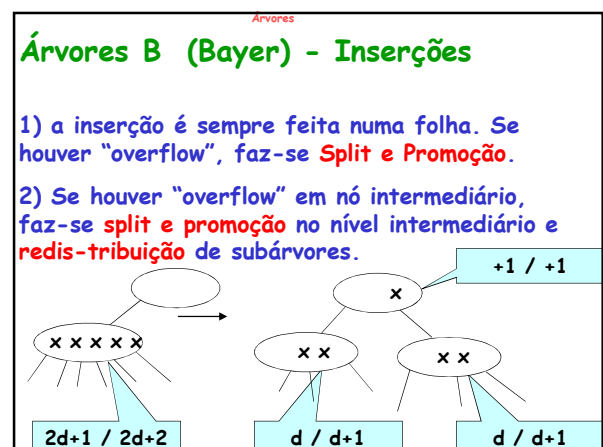 Árvores
Árvores B (Bayer) - Inserções
1) a inserção é sempre feita numa folha. Se
houver "overflow", faz-se Split e Promoção.
2) Se houver "overflow" em nó intermediário,
faz-se split e promoção no nível intermediário e
redis-tribuição de subárvores.
+1 / +1
x
x x x x x
x x
x x
2d+1 / 2d+2
d / d+1
d / d+1